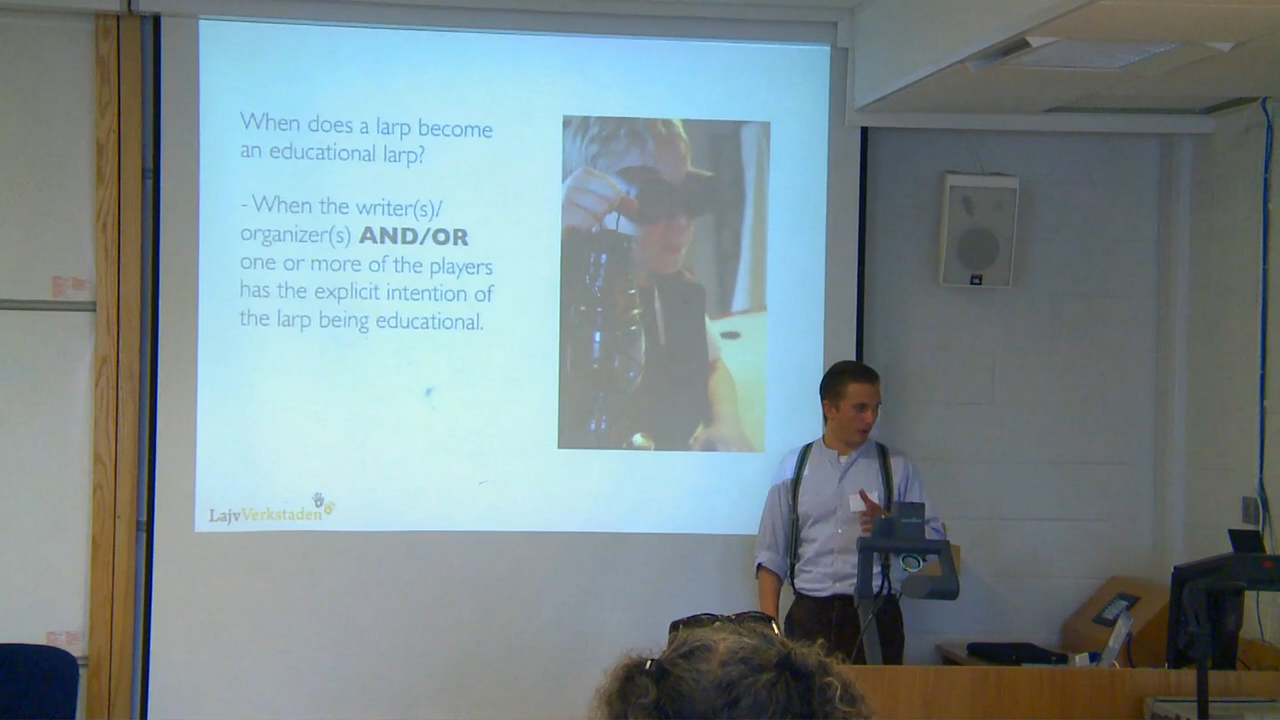 When does a larp become
an educational larp?
- When the writer(s)/
organizer(s) AND/OR
one or more of the players
has the explicit intention of
the larp being educational.
LajvVerkstaden
JBL